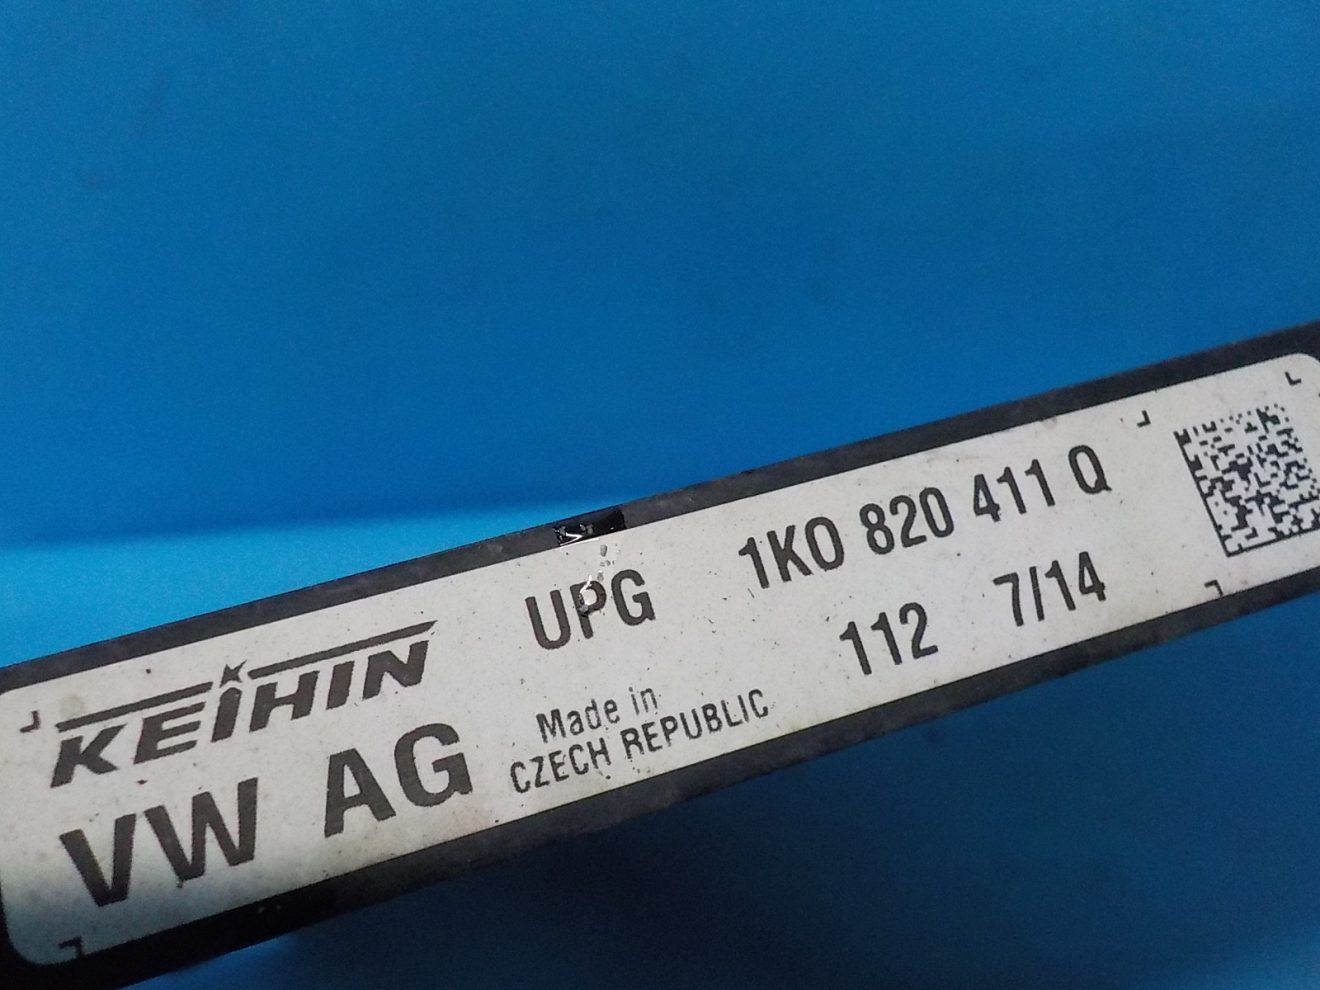 KEIHIN UPG 1K0 820 411 Q
VW AG Made in 112 7/14
CZECH REPUBLIC